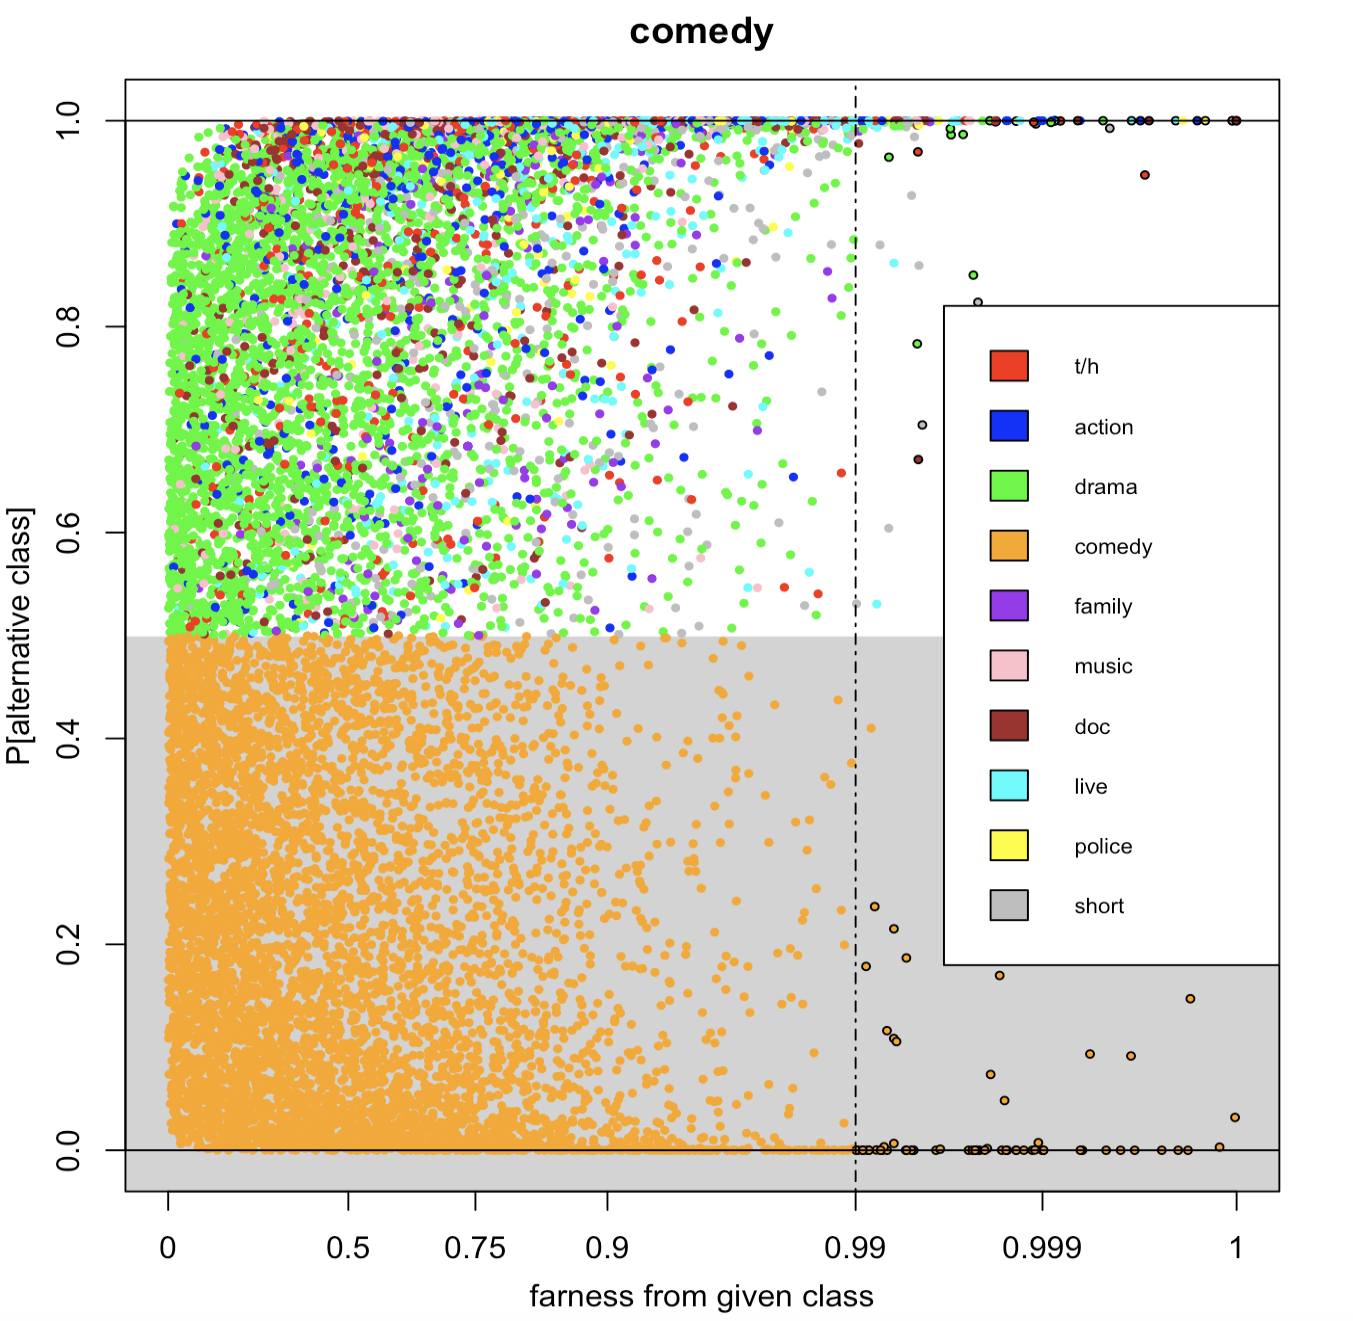 comedy
P[alternative class]
1.0
0.8
0.6
0.4
0.2
0.0
t/h
action
drama
comedy
family
music
doc
live
police
short
0 0.5 0.75 0.9 0.99 0.999 1
farness from given class